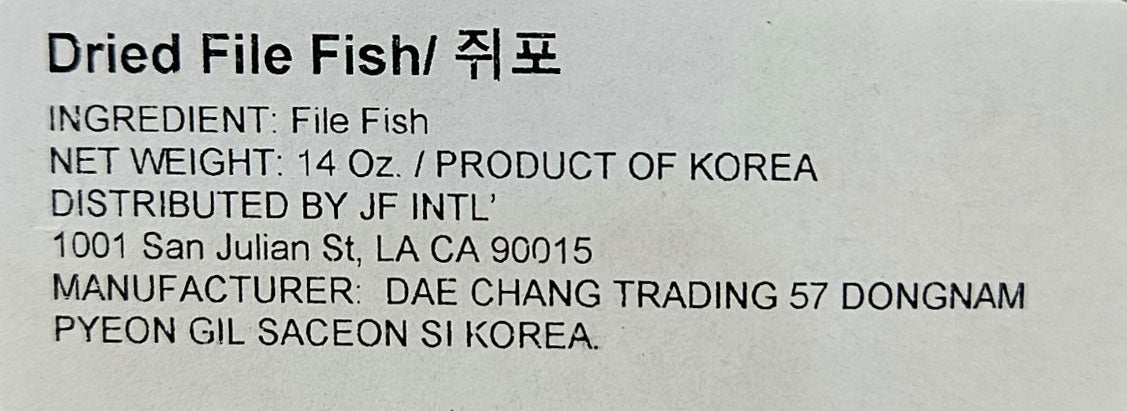 Dried File Fish/ 쥐포
INGREDIENT: File Fish
NET WEIGHT: 14 Oz. / PRODUCT OF KOREA
DISTRIBUTED BY JF INTL'
1001 San Julian St, LA CA 90015
MANUFACTURER: DAE CHANG TRADING 57 DONGNAM
PYEON GIL SACEON SI KOREA.